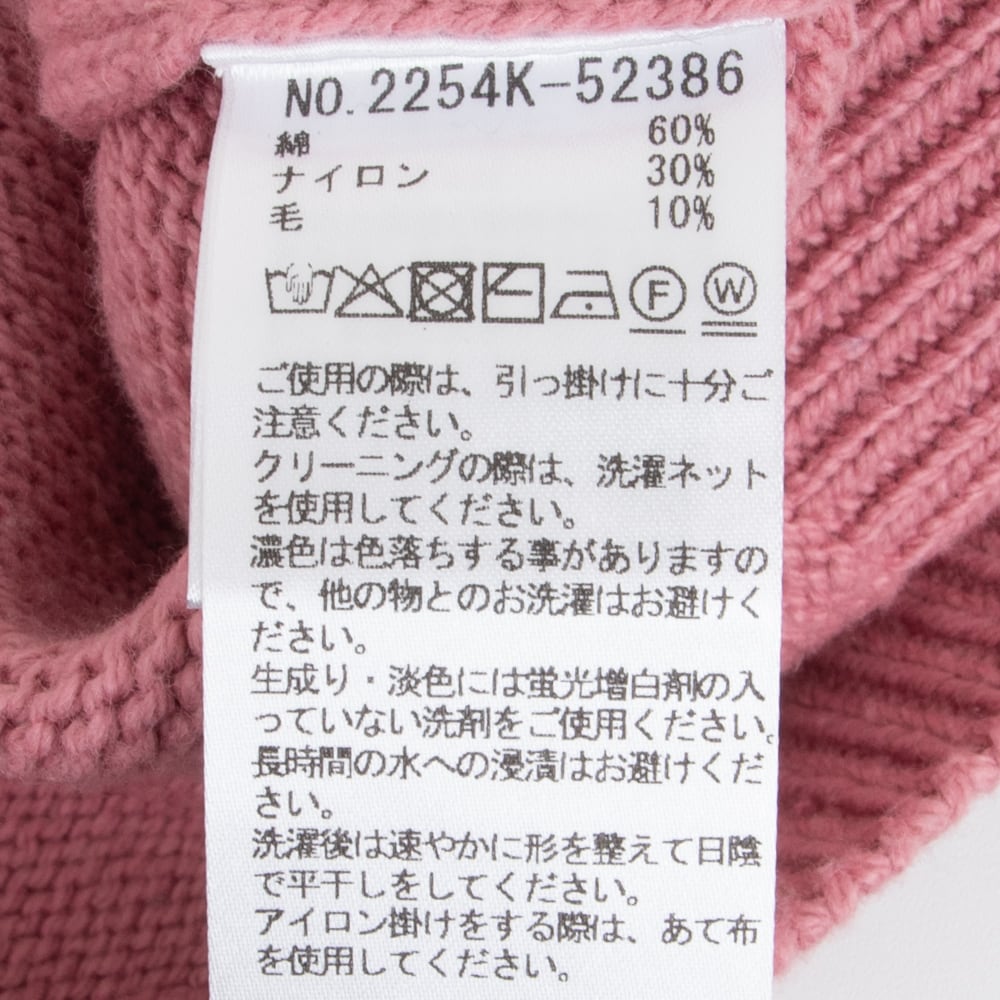 NO. 2254K-52386
綿 60%
ナイロン 30%
毛 10%
F W
ご使用の際は、引っ掛けに十分ご
注意ください。
クリーニングの際は、洗濯ネット
を使用してください。
濃色は色落ちする事がありますの
で、他の物とのお洗濯はお避けく
ださい。
生成り・淡色には蛍光増白剤の入
っていない洗剤をご使用ください。
長時間の水への浸漬はお避けくだ
さい。
洗濯後は速やかに形を整えて日陰
で平干しをしてください。
アイロン掛けをする際は、あて布
を使用してください。